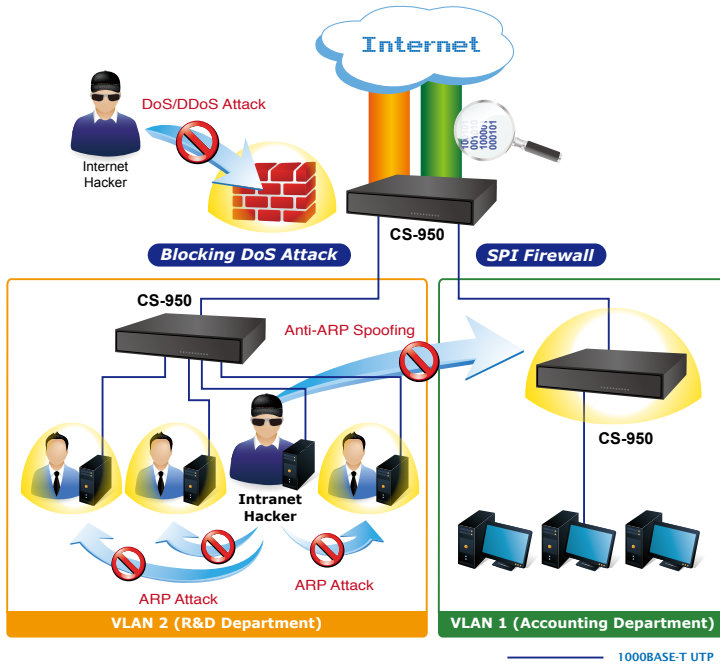 Internet
DoS/DDoS Attack
Internet
Hacker
CS-950
Blocking DoS Attack
SPI Firewall
CS-950
Anti-ARP Spoofing
CS-950
Intranet
Hacker
ARP Attack
ARP Attack
VLAN 2 (R&D Department)
VLAN 1 (Accounting Department)
1000BASE-T UTP